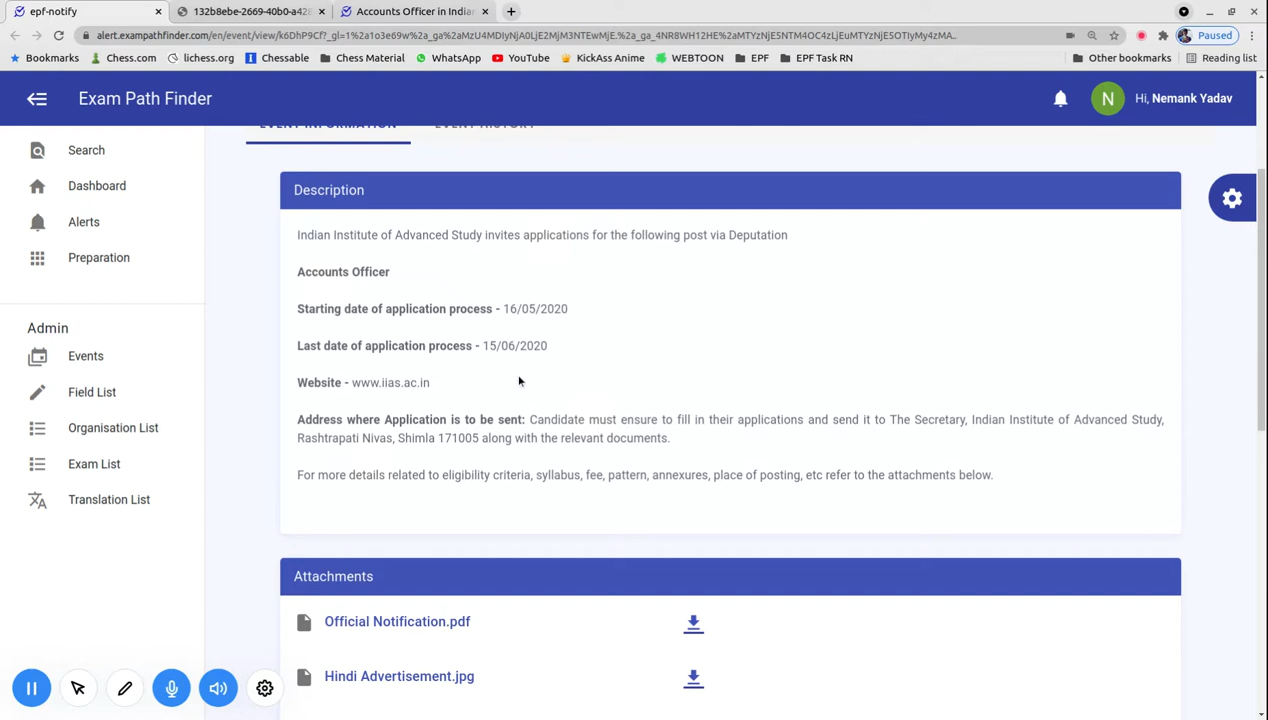 epf-notify
132b8ebe-2669-40b0-a428
Accounts Officer in India
alert.exampathfinder.com/en/event/view/k6DhP9Cf?_gl=1%2a1o3e69w%2a_ga%2aMzU4MDIyNjA0LjE2MjM3NTEwMjE.%2a_ga_4NR8WH12HE%2aMTYzNjE5NTM4OC4zLjEuMTYzNjE5OTIyMy4zMA...
Paused
Bookmarks
Chess.com
lichess.org
Chessable
Chess Material
WhatsApp
YouTube
KickAss Anime
WEBTOON
EPF
EPF Task RN
Other bookmarks
Reading list
Exam Path Finder
N
Hi, Nemank Yadav
EVENT INFORMATION
EVENT HISTORY
Search
Dashboard
Alerts
Preparation
Admin
Events
Field List
Organisation List
Exam List
Translation List
Description
Indian Institute of Advanced Study invites applications for the following post via Deputation
Accounts Officer
Starting date of application process - 16/05/2020
Last date of application process - 15/06/2020
Website - www.iias.ac.in
Address where Application is to be sent: Candidate must ensure to fill in their applications and send it to The Secretary, Indian Institute of Advanced Study,
Rashtrapati Nivas, Shimla 171005 along with the relevant documents.
For more details related to eligibility criteria, syllabus, fee, pattern, annexures, place of posting, etc refer to the attachments below.
Attachments
Official Notification.pdf
Hindi Advertisement.jpg